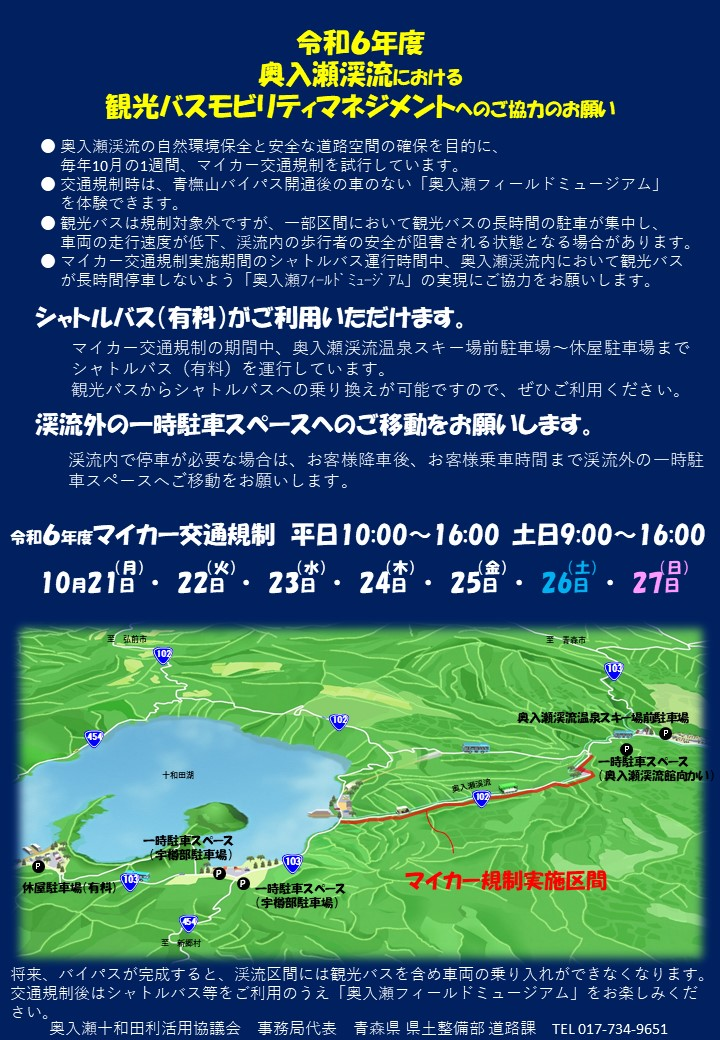 令和6年度
奥入瀬渓流における
観光バスモビリティマネジメントへのご協力のお願い
● 奥入瀬渓流の自然環境保全と安全な道路空間の確保を目的に、
毎年10月の1週間、マイカー交通規制を試行しています。
● 交通規制時は、青橅山バイパス開通後の車のない「奥入瀬フィールドミュージアム」
を体験できます。
● 観光バスは規制対象外ですが、一部区間において観光バスの長時間の駐車が集中し、
車両の走行速度が低下、渓流内の歩行者の安全が阻害される状態となる場合があります。
● マイカー交通規制実施期間のシャトルバス運行時間中、奥入瀬渓流内において観光バス
が長時間停車しないよう「奥入瀬ﾌｨｰﾙﾄﾞﾐｭｰｼﾞｱﾑ」の実現にご協力をお願いします。
シャトルバス（有料）がご利用いただけます。
マイカー交通規制の期間中、奥入瀬渓流温泉スキー場前駐車場～休屋駐車場まで
シャトルバス（有料）を運行しています。
観光バスからシャトルバスへの乗り換えが可能ですので、ぜひご利用ください。
渓流外の一時駐車スペースへのご移動をお願いします。
渓流内で停車が必要な場合は、お客様降車後、お客様乗車時間まで渓流外の一時駐
車スペースへご移動をお願いします。
令和6年度マイカー交通規制 平日10:00～16:00 土日9:00～16:00
10月21日(月)・22日(火)・23日(水)・24日(木)・25日(金)・26日(土)・27日(日)
至 弘前市
至 青森市
102
103
奥入瀬渓流温泉スキー場前駐車場
102
454
P
P
一時駐車スペース
（奥入瀬渓流館向かい）
十和田湖
奥入瀬渓流
102
一時駐車スペース
（宇樽部駐車場）
103
マイカー規制実施区間
P
P
P
休屋駐車場（有料）
103
一時駐車スペース
（宇樽部駐車場）
454
至 新郷村
将来、バイパスが完成すると、渓流区間には観光バスを含め車両の乗り入れができなくなります。
交通規制後はシャトルバス等をご利用のうえ「奥入瀬フィールドミュージアム」をお楽しみくだ
さい。
奥入瀬十和田利活用協議会 事務局代表 青森県 県土整備部 道路課 TEL 017-734-9651